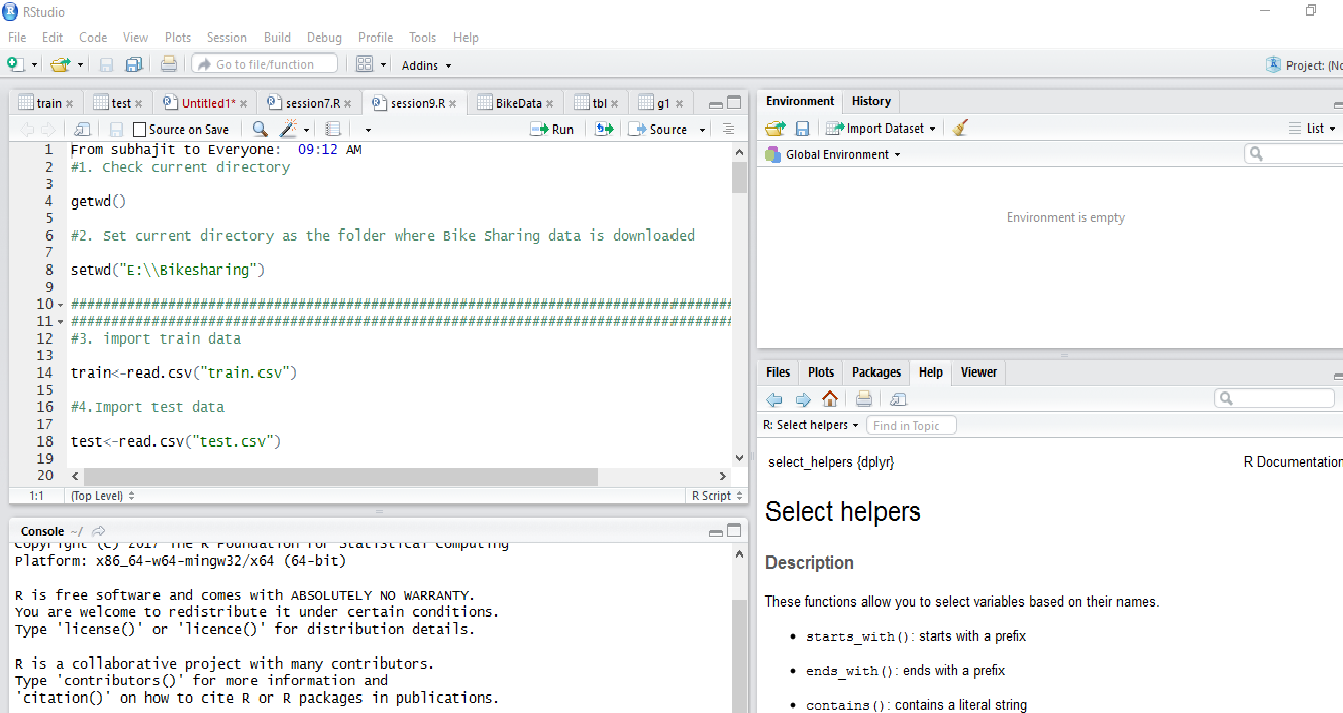 RStudio
File Edit Code View Plots Session Build Debug Profile Tools Help
Go to file/function Addins Project: (No
train test Untitled1* session7.R session9.R BikeData tbl g1
Source on Save Run Source
1 From subhajit to Everyone: 09:12 AM
2 #1. Check current directory
3
4 getwd()
5
6 #2. Set current directory as the folder where Bike Sharing data is downloaded
7
8 setwd("E:\\Bikesharing")
9
10 ##################################################################################
11 ##################################################################################
12 #3. import train data
13
14 train<-read.csv("train.csv")
15
16 #4.Import test data
17
18 test<-read.csv("test.csv")
19
20
1:1 (Top Level) R Script
Console ~/
Copyright (C) 2017 The R Foundation for Statistical Computing
Platform: x86_64-w64-mingw32/x64 (64-bit)
R is free software and comes with ABSOLUTELY NO WARRANTY.
You are welcome to redistribute it under certain conditions.
Type 'license()' or 'licence()' for distribution details.
R is a collaborative project with many contributors.
Type 'contributors()' for more information and
'citation()' on how to cite R or R packages in publications.
Environment History
Import Dataset List
Global Environment
Environment is empty
Files Plots Packages Help Viewer
R: Select helpers Find in Topic
select_helpers {dplyr} R Documentation
Select helpers
Description
These functions allow you to select variables based on their names.
• starts_with(): starts with a prefix
• ends_with(): ends with a prefix
• contains(): contains a literal string